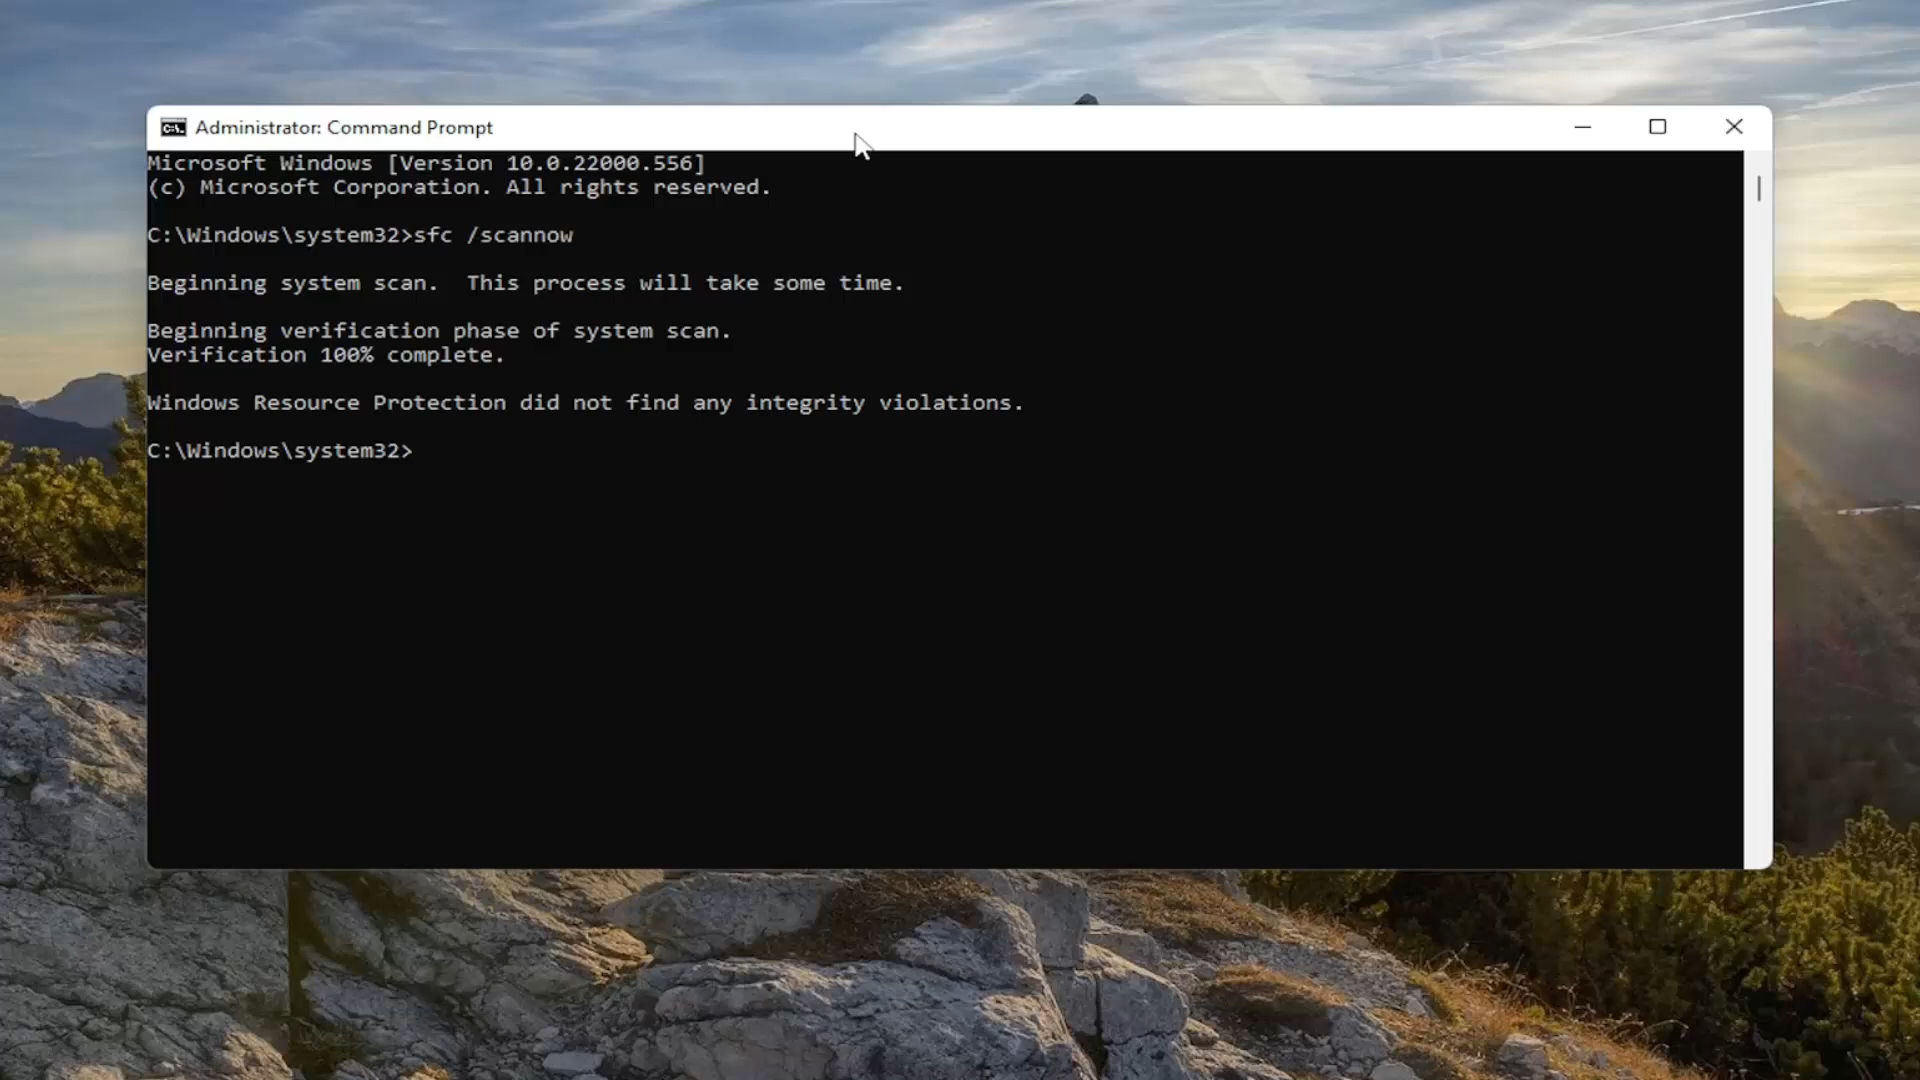 Administrator: Command Prompt
Microsoft Windows [Version 10.0.22000.556]
(c) Microsoft Corporation. All rights reserved.
C:\Windows\system32>sfc /scannow
Beginning system scan.  This process will take some time.
Beginning verification phase of system scan.
Verification 100% complete.
Windows Resource Protection did not find any integrity violations.
C:\Windows\system32>